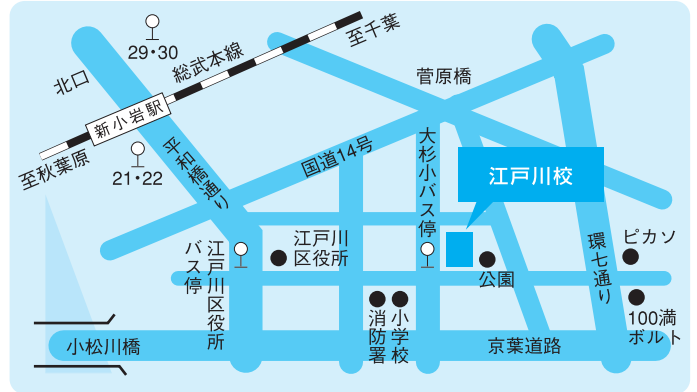 29・30
至千葉
総武本線
北口
菅原橋
新小岩駅
国道14号
大杉小バス停
江戸川校
至秋葉原
21・22
平和橋通り
江戸川
区役所
江戸川区役所
バス停
公園
環七通り
ピカソ
消防署
小学校
100満
ボルト
小松川橋
京葉道路